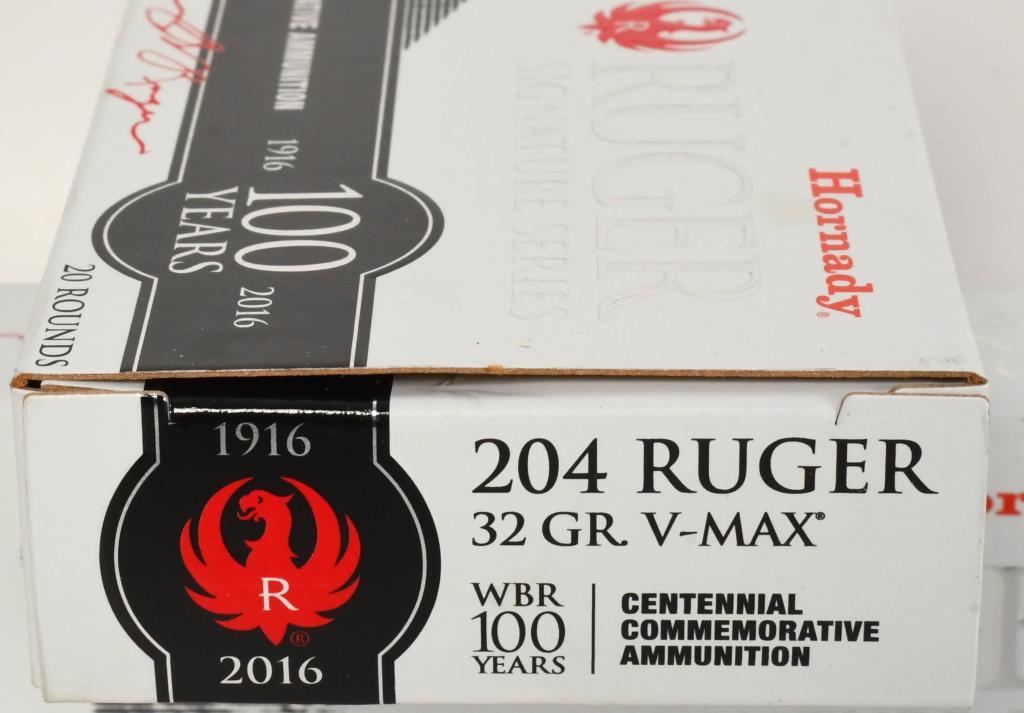 TIVE AMMUNITION
1916
100
YEARS
2016
20 ROUNDS
R
RUGER
SIGNATURE SERIES
Hornady®
1916
R
®
2016
204 RUGER
32 GR. V-MAX®
WBR
100
YEARS
CENTENNIAL
COMMEMORATIVE
AMMUNITION